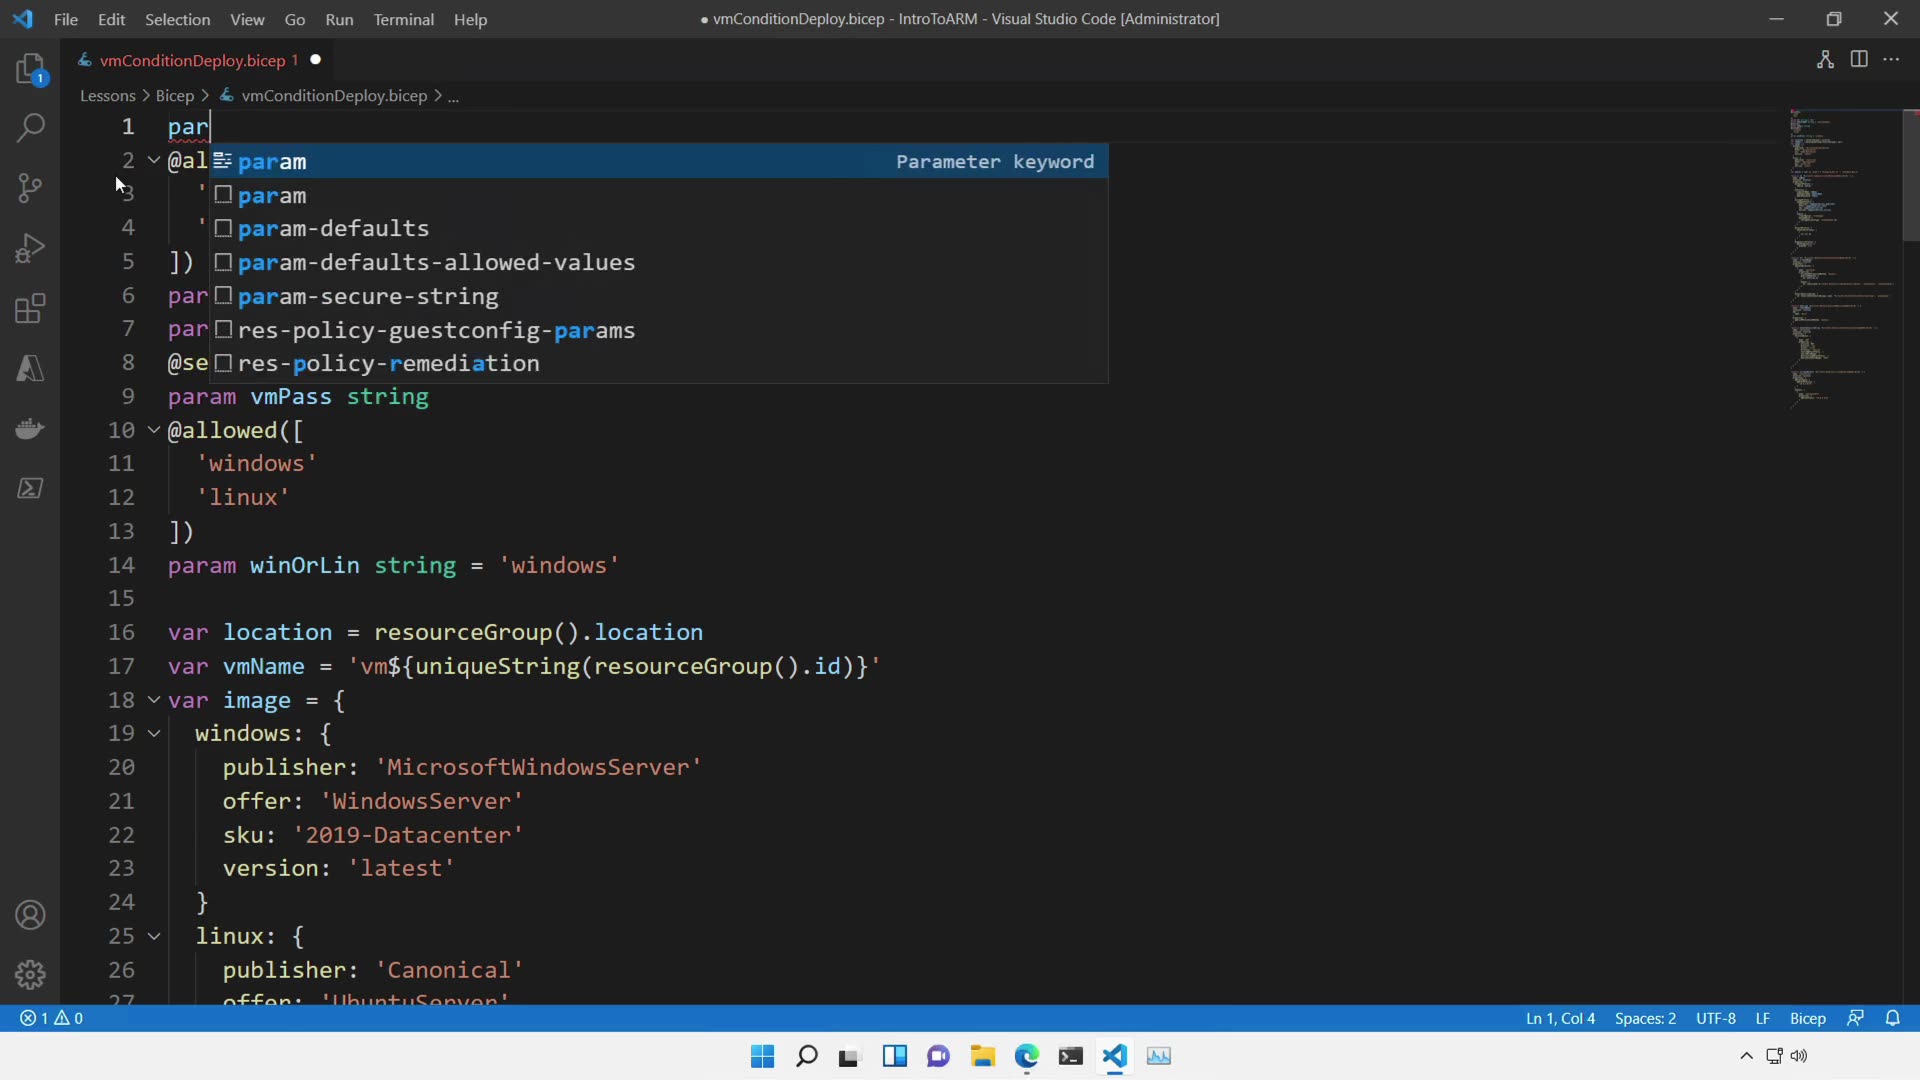 File Edit Selection View Go Run Terminal Help
● vmConditionDeploy.bicep - IntroToARM - Visual Studio Code [Administrator]
vmConditionDeploy.bicep 1
1
Lessons > Bicep > vmConditionDeploy.bicep > ...
1 par
2 @al
3 '
4 '
5 ])
6 par
7 par
8 @se
param Parameter keyword
param
param-defaults
param-defaults-allowed-values
param-secure-string
res-policy-guestconfig-params
res-policy-remediation
9 param vmPass string
10 @allowed([
11 'windows'
12 'linux'
13 ])
14 param winOrLin string = 'windows'
15
16 var location = resourceGroup().location
17 var vmName = 'vm${uniqueString(resourceGroup().id)}'
18 var image = {
19 windows: {
20 publisher: 'MicrosoftWindowsServer'
21 offer: 'WindowsServer'
22 sku: '2019-Datacenter'
23 version: 'latest'
24 }
25 linux: {
26 publisher: 'Canonical'
27 offer: 'UbuntuServer'
1 0
Ln 1, Col 4 Spaces: 2 UTF-8 LF Bicep